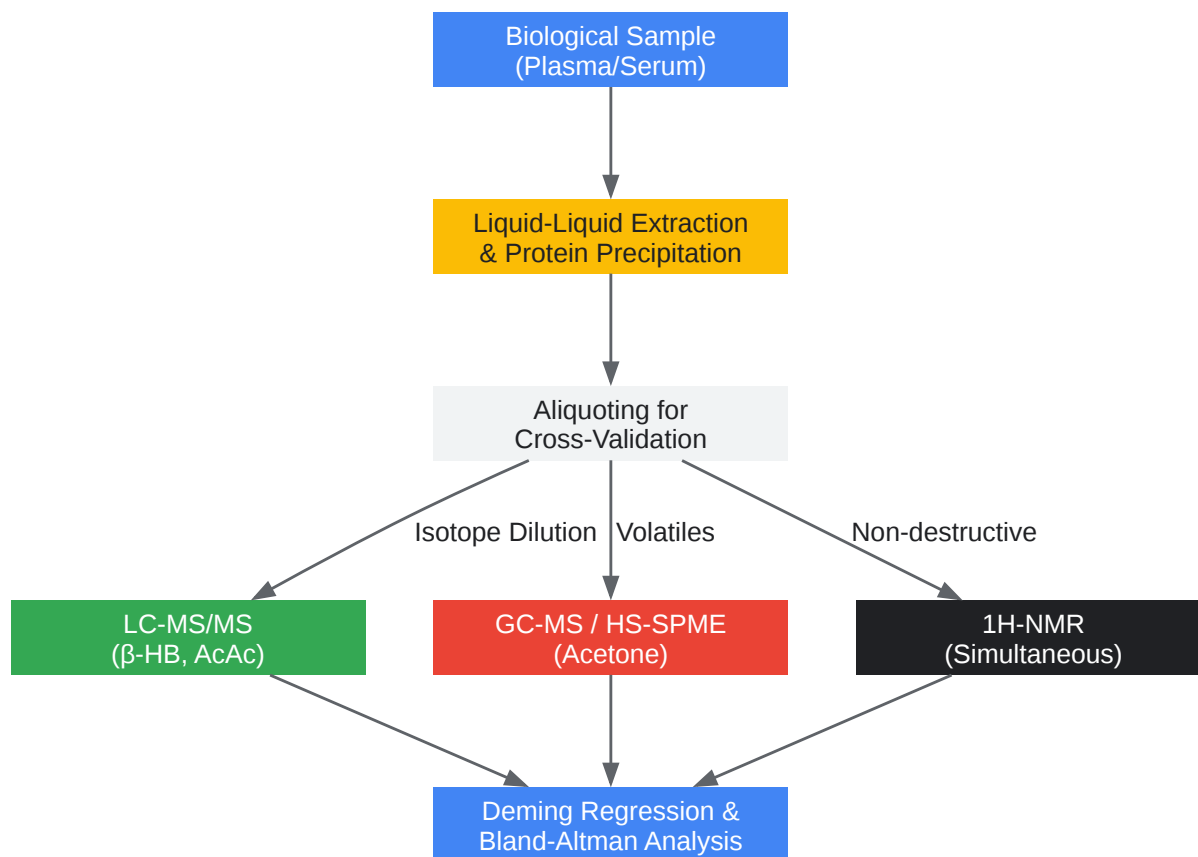 Biological Sample
(Plasma/Serum)
Liquid-Liquid Extraction
& Protein Precipitation
Aliquoting for
Cross-Validation
Isotope Dilution
Volatiles
Non-destructive
LC-MS/MS
(β-HB, AcAc)
GC-MS / HS-SPME
(Acetone)
1H-NMR
(Simultaneous)
Deming Regression &
Bland-Altman Analysis